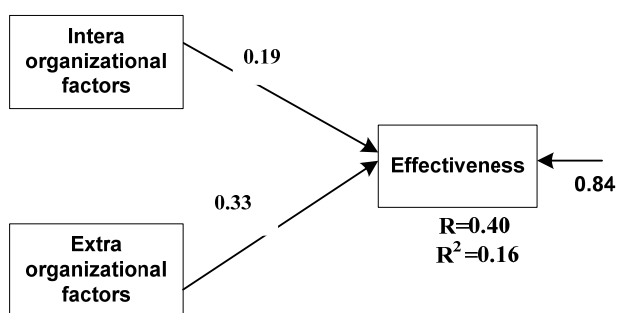 Intera
organizational
factors
0.19
Effectiveness
0.84
R=0.40
R²=0.16
0.33
Extra
organizational
factors